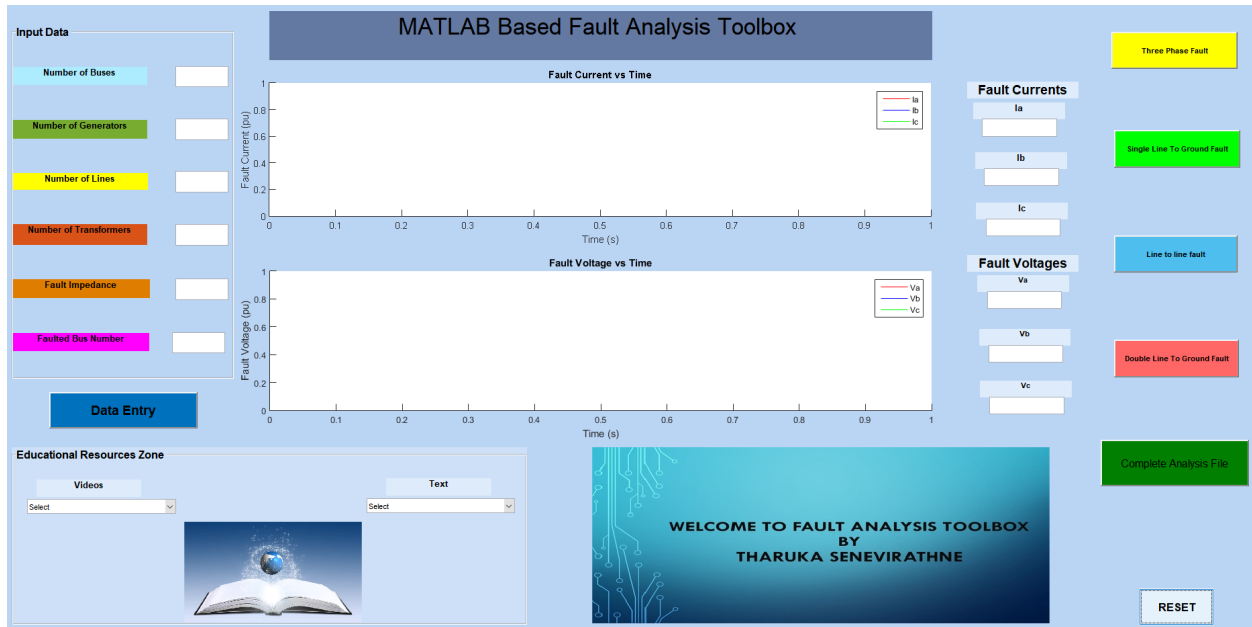 MATLAB Based Fault Analysis Toolbox
Input Data
Number of Buses
Number of Generators
Number of Lines
Number of Transformers
Fault Impedance
Faulted Bus Number
Data Entry
Fault Current vs Time
Fault Current (pu)
1
0.8
0.6
0.4
0.2
0
0 0.1 0.2 0.3 0.4 0.5 0.6 0.7 0.8 0.9 1
Time (s)
Ia
Ib
Ic
Fault Voltage vs Time
Fault Voltage (pu)
1
0.8
0.6
0.4
0.2
0
0 0.1 0.2 0.3 0.4 0.5 0.6 0.7 0.8 0.9 1
Time (s)
Va
Vb
Vc
Fault Currents
Ia
Ib
Ic
Fault Voltages
Va
Vb
Vc
Three Phase Fault
Single Line To Ground Fault
Line to line fault
Double Line To Ground Fault
Complete Analysis File
Educational Resources Zone
Videos
Select
Text
Select
WELCOME TO FAULT ANALYSIS TOOLBOX
BY
THARUKA SENEVIRATHNE
RESET